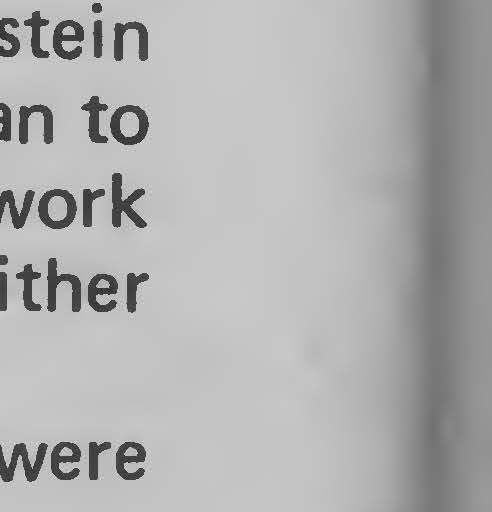 stein
an to
work
ither
were